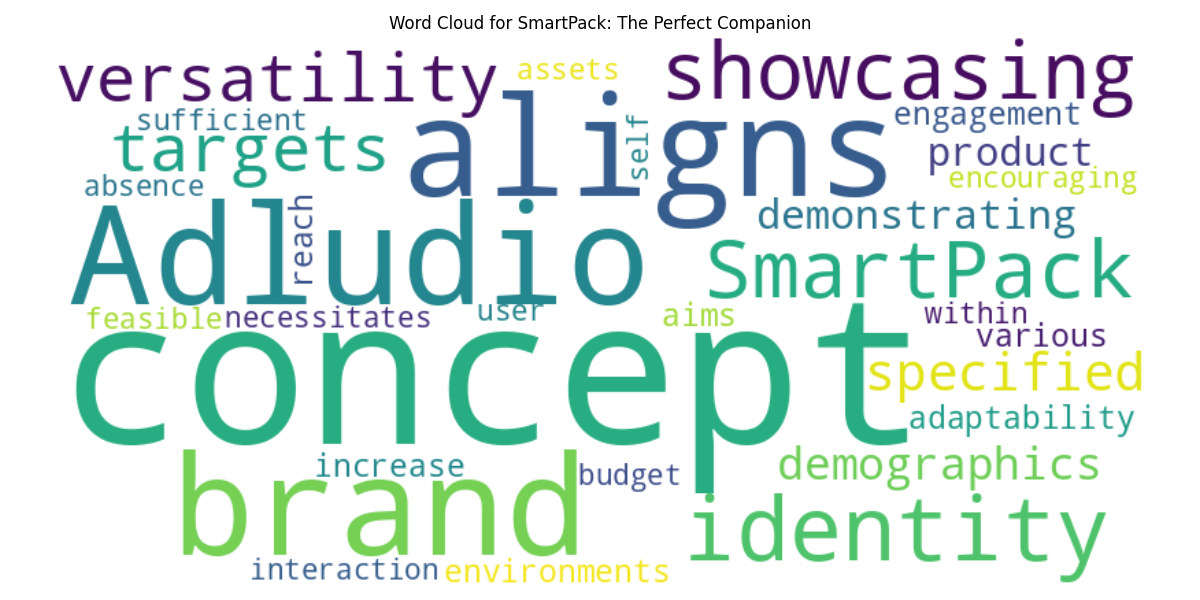 Word Cloud for SmartPack: The Perfect Companion
versatility
assets
showcasing
sufficient
targets
aligns
self
engagement
product
encouraging
absence
reach
Adludio
demonstrating
SmartPack
feasible
necessitates
user
aims
within
various
concept
specified
adaptability
increase
budget
demographics
brand
identity
interaction
environments